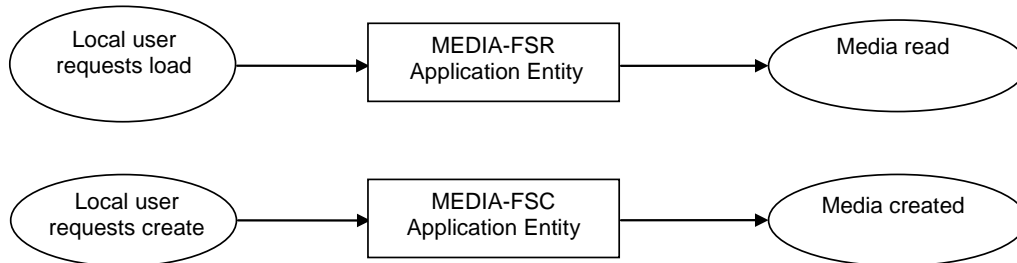 Local user
requests load
MEDIA-FSR
Application Entity
Media read
Local user
requests create
MEDIA-FSC
Application Entity
Media created